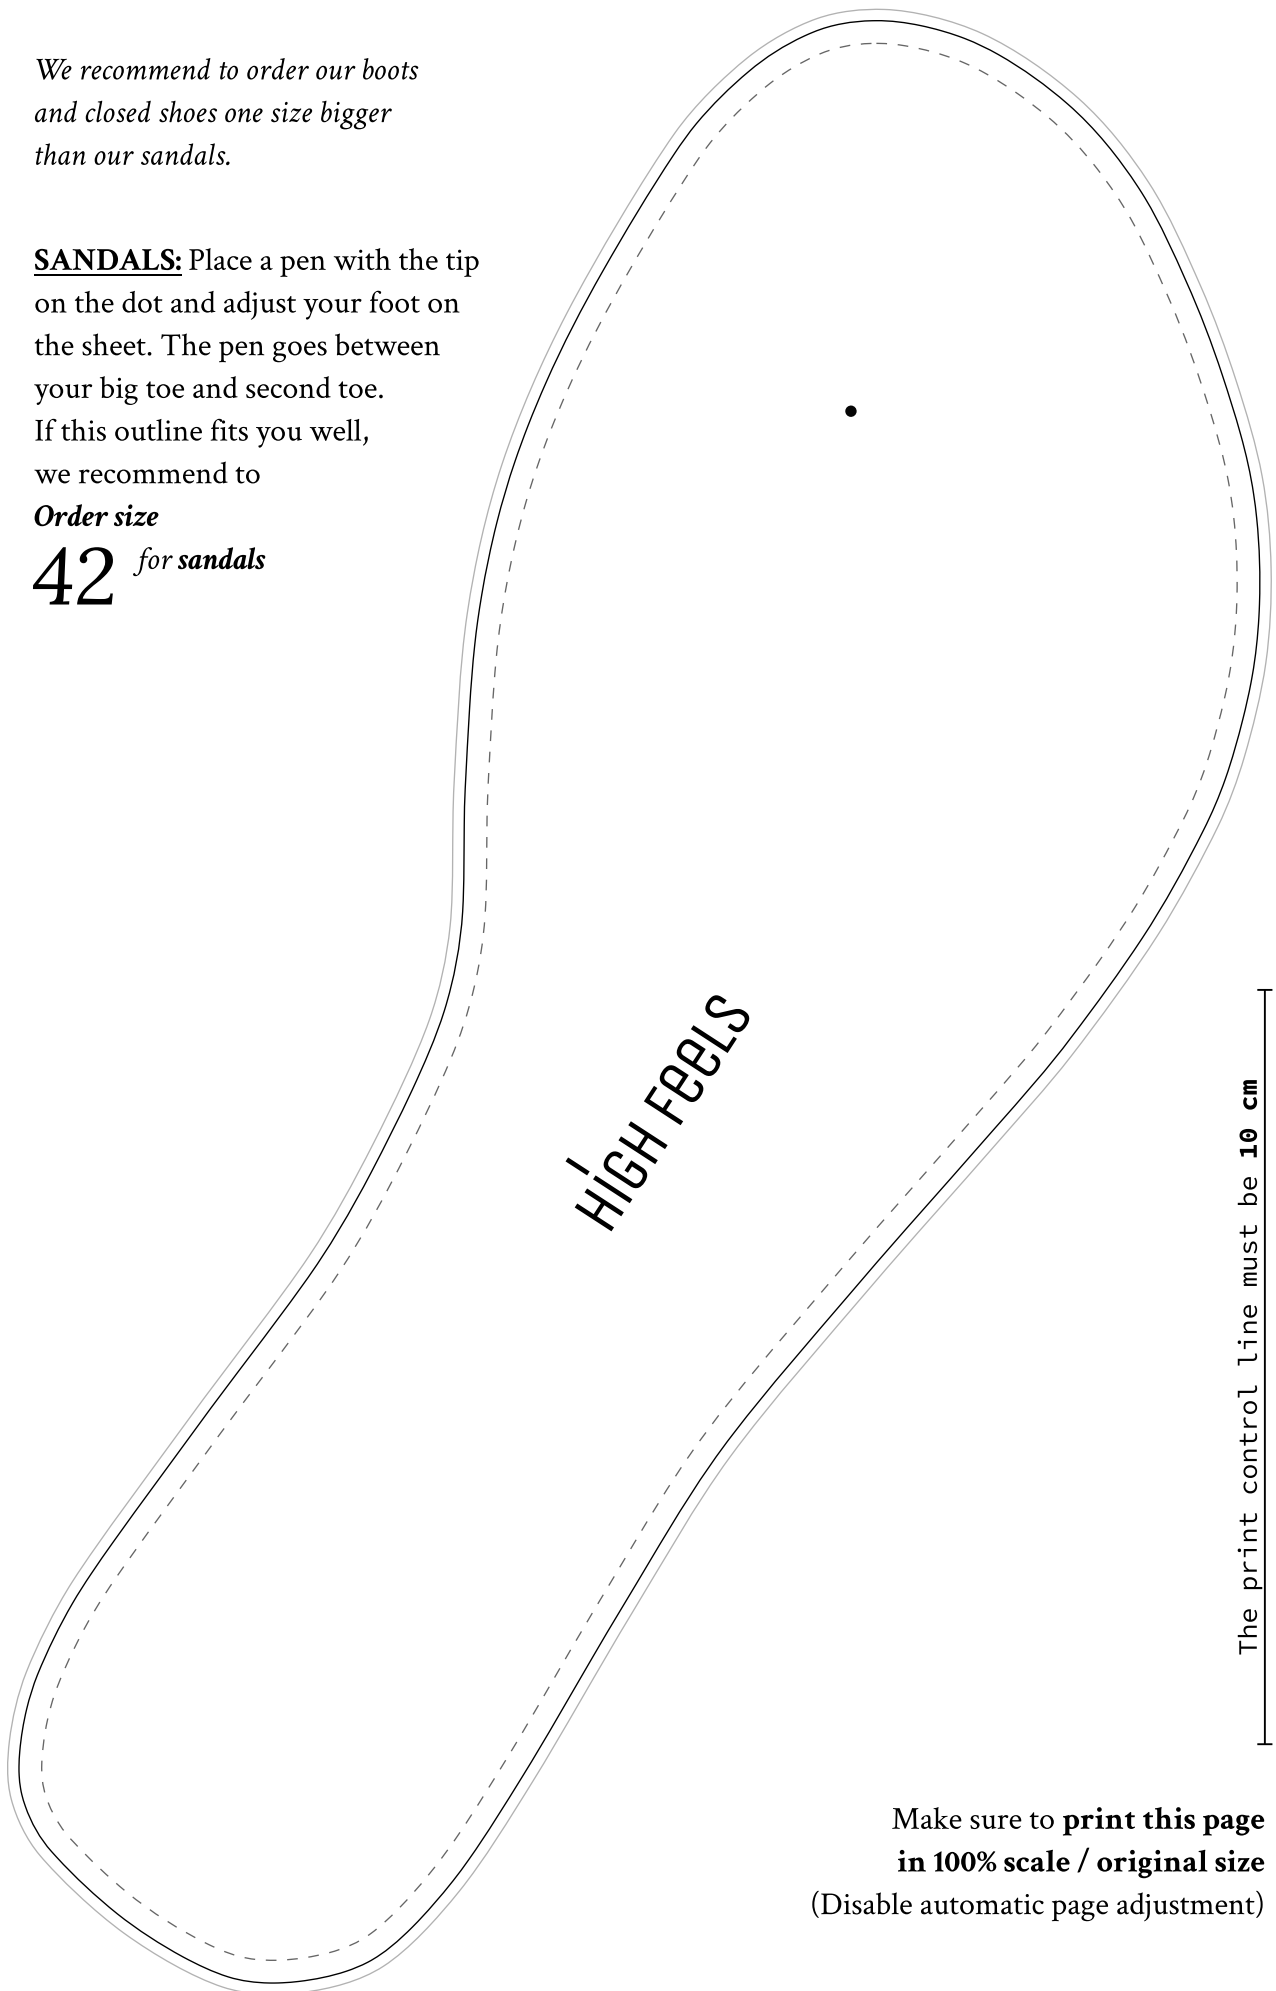 We recommend to order our boots
and closed shoes one size bigger
than our sandals.
SANDALS: Place a pen with the tip
on the dot and adjust your foot on
the sheet. The pen goes between
your big toe and second toe.
If this outline fits you well,
we recommend to
Order size
42 for sandals
HIGH FeeLS
The print control line must be 10 cm
Make sure to print this page
in 100% scale / original size
(Disable automatic page adjustment)